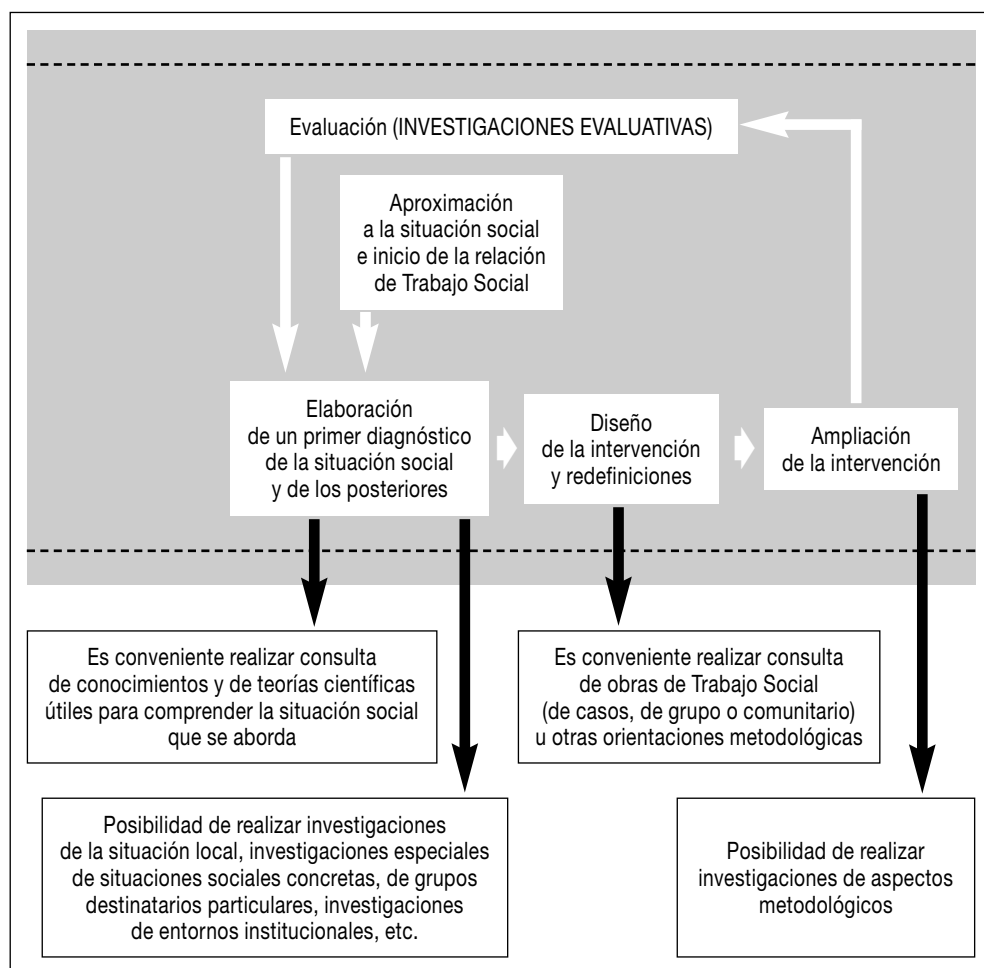 Evaluación (INVESTIGACIONES EVALUATIVAS)
Aproximación
a la situación social
e inicio de la relación
de Trabajo Social
Elaboración
de un primer diagnóstico
de la situación social
y de los posteriores
Diseño
de la intervención
y redefiniciones
Ampliación
de la intervención
Es conveniente realizar consulta
de conocimientos y de teorías científicas
útiles para comprender la situación social
que se aborda
Es conveniente realizar consulta
de obras de Trabajo Social
(de casos, de grupo o comunitario)
u otras orientaciones metodológicas
Posibilidad de realizar investigaciones
de la situación local, investigaciones especiales
de situaciones sociales concretas, de grupos
destinatarios particulares, investigaciones
de entornos institucionales, etc.
Posibilidad de realizar
investigaciones de aspectos
metodológicos